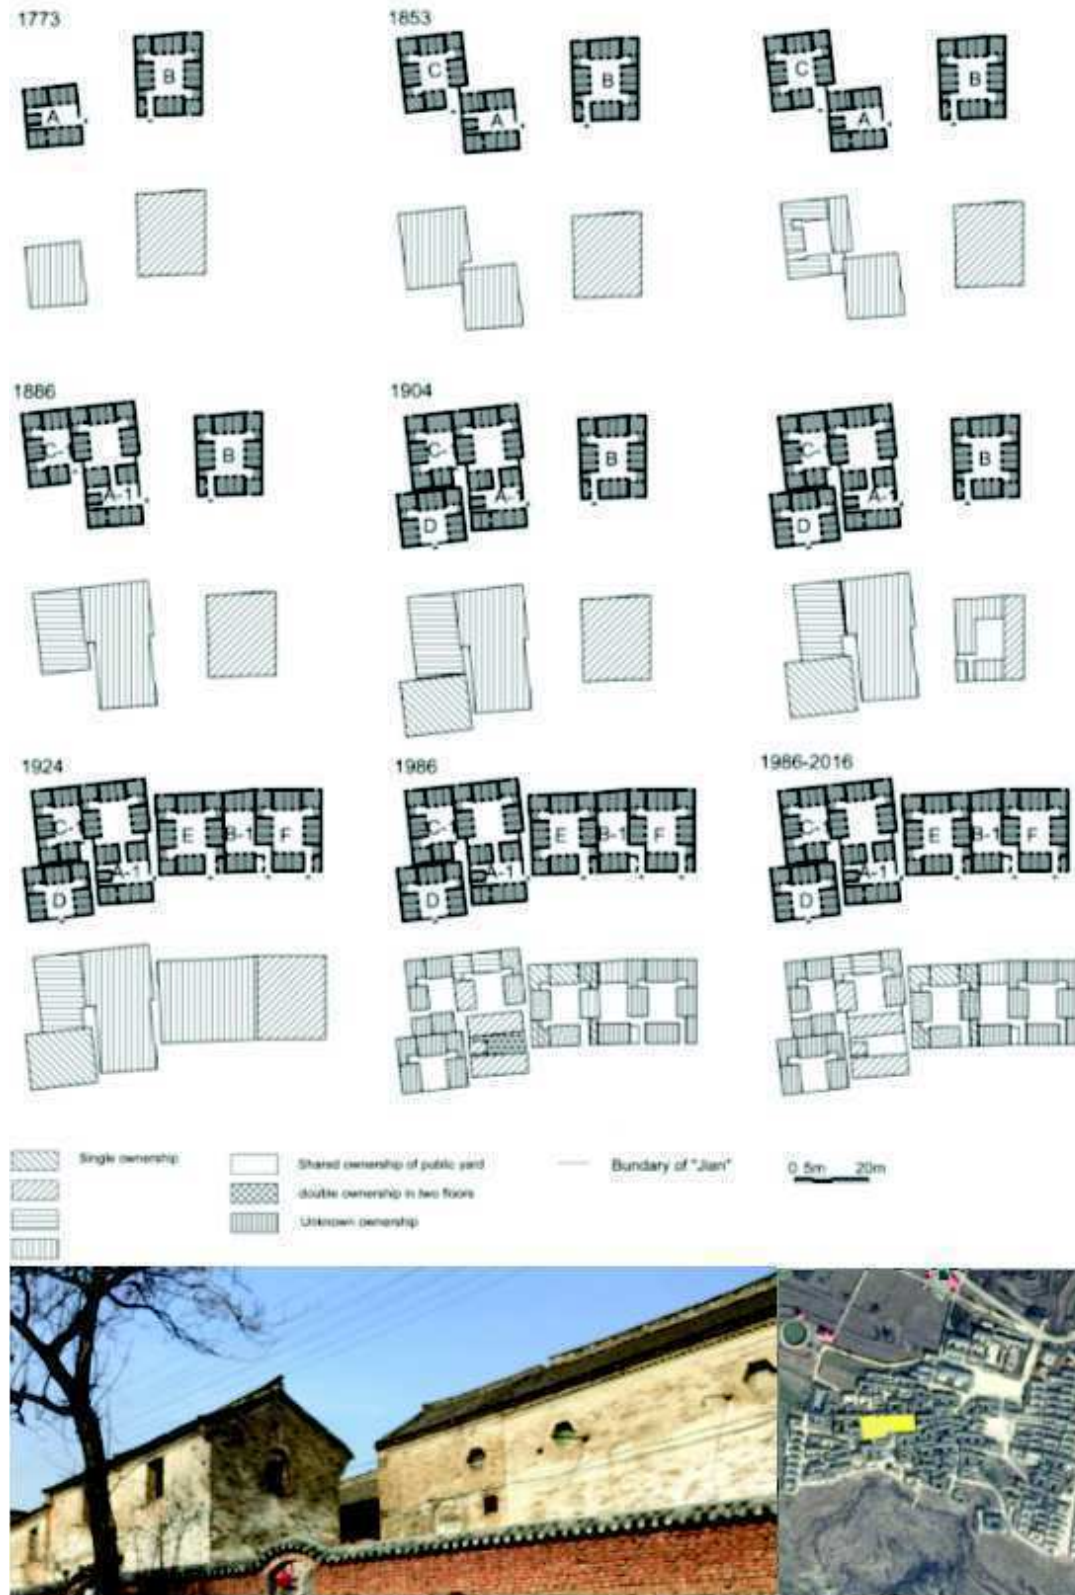 1773
1853
B
A
C
B
A
C
B
A
1886
1904
C-
B
A-1
C-
B
A-1
D
C-
B
A-1
D
1924
1986
1986-2016
C-
E
B-1
F
A-1
D
C-
E
B-1
F
A-1
D
C-
E
B-1
F
A-1
D
Single ownership
Shared ownership of public yard
Bundary of "Jian"
0 5m 20m
double ownership in two floors
Unknown ownership